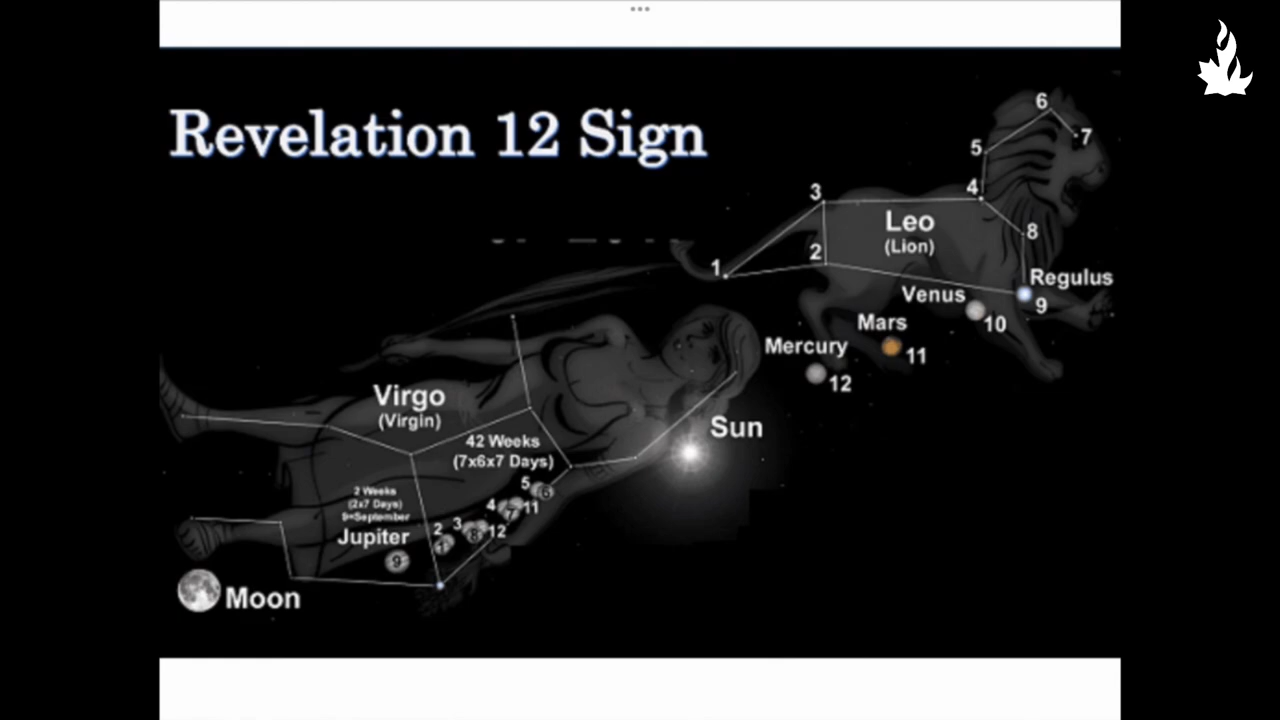 Revelation 12 Sign
6
7
5
4
3
Leo
(Lion)
8
2
1
Regulus
9
Venus
10
Mars
11
Mercury
12
Virgo
(Virgin)
Sun
42 Weeks
(7x6x7 Days)
2 Weeks
(2x7 Days)
9=September
5
6
4
7
11
3
8
12
2
1
Jupiter
9
Moon